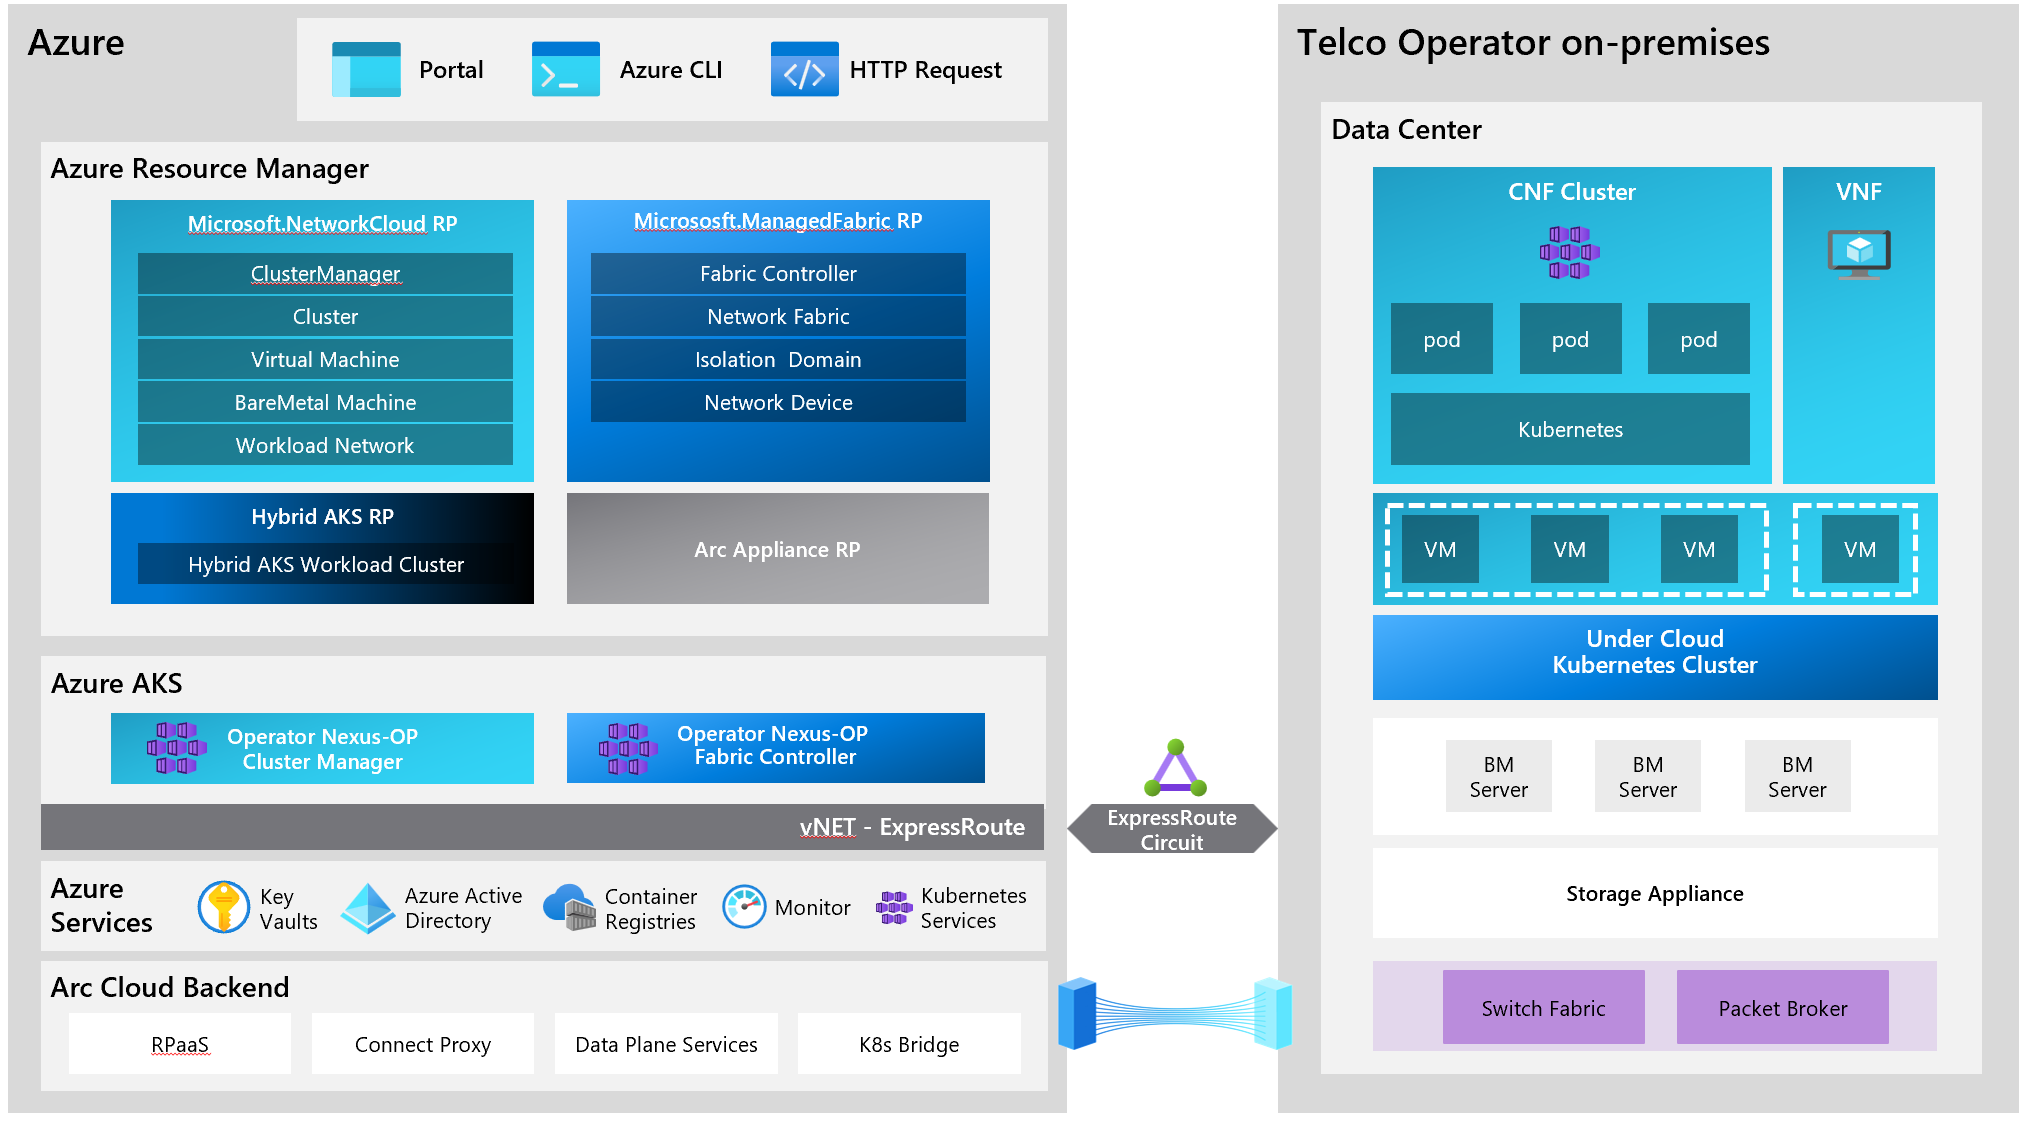 Azure
Portal
Azure CLI
HTTP Request
Azure Resource Manager
Microsoft.NetworkCloud RP
ClusterManager
Cluster
Virtual Machine
BareMetal Machine
Workload Network
Micrososft.ManagedFabric RP
Fabric Controller
Network Fabric
Isolation  Domain
Network Device
Hybrid AKS RP
Hybrid AKS Workload Cluster
Arc Appliance RP
Azure AKS
Operator Nexus-OP
Cluster Manager
Operator Nexus-OP
Fabric Controller
vNET - ExpressRoute
Azure
Services
Key
Vaults
Azure Active
Directory
Container
Registries
Monitor
Kubernetes
Services
Arc Cloud Backend
RPaaS
Connect Proxy
Data Plane Services
K8s Bridge
ExpressRoute
Circuit
Telco Operator on-premises
Data Center
CNF Cluster
pod
pod
pod
Kubernetes
VNF
VM
VM
VM
VM
Under Cloud
Kubernetes Cluster
BM
Server
BM
Server
BM
Server
Storage Appliance
Switch Fabric
Packet Broker